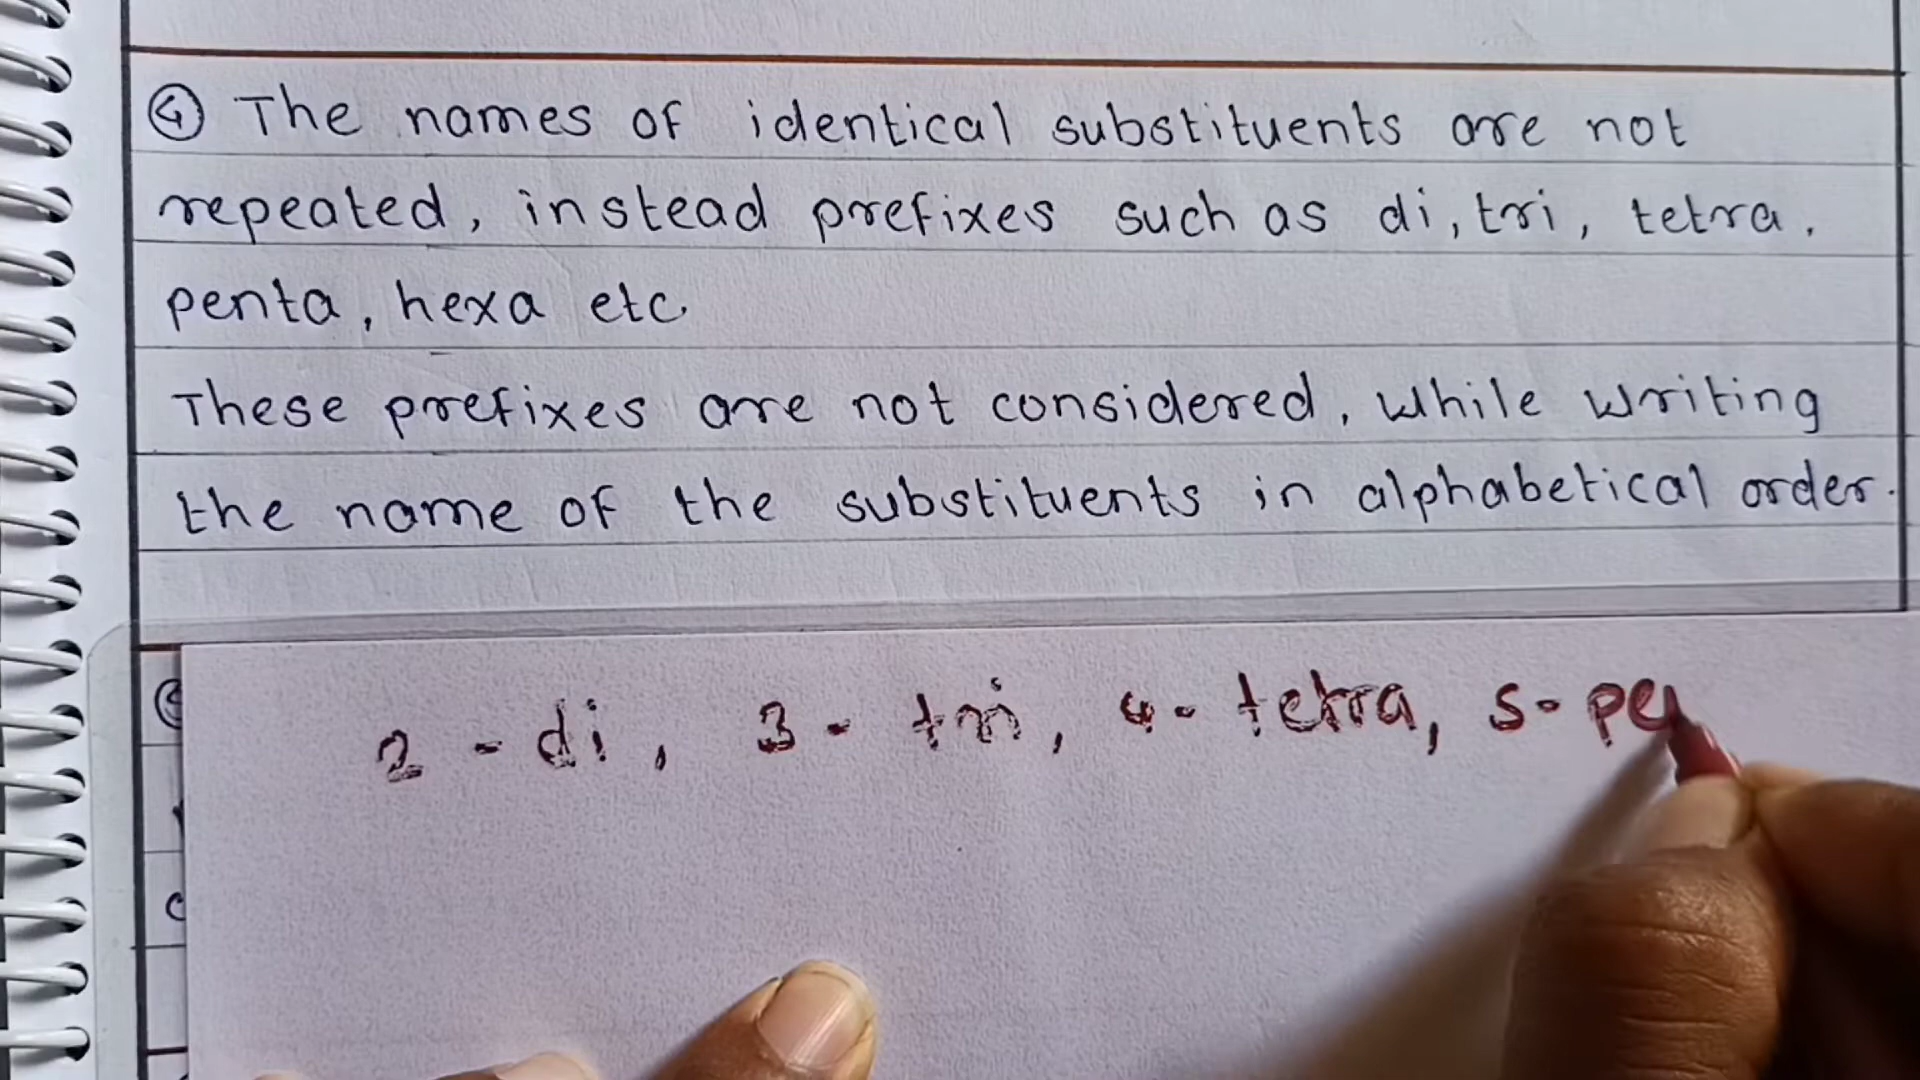 ④ The names of identical substituents are not
repeated, instead prefixes such as di, tri, tetra,
penta, hexa etc.
These prefixes are not considered, while writing
the name of the substituents in alphabetical order.
2 - di, 3 - tri, 4 - tetra, 5 - pe